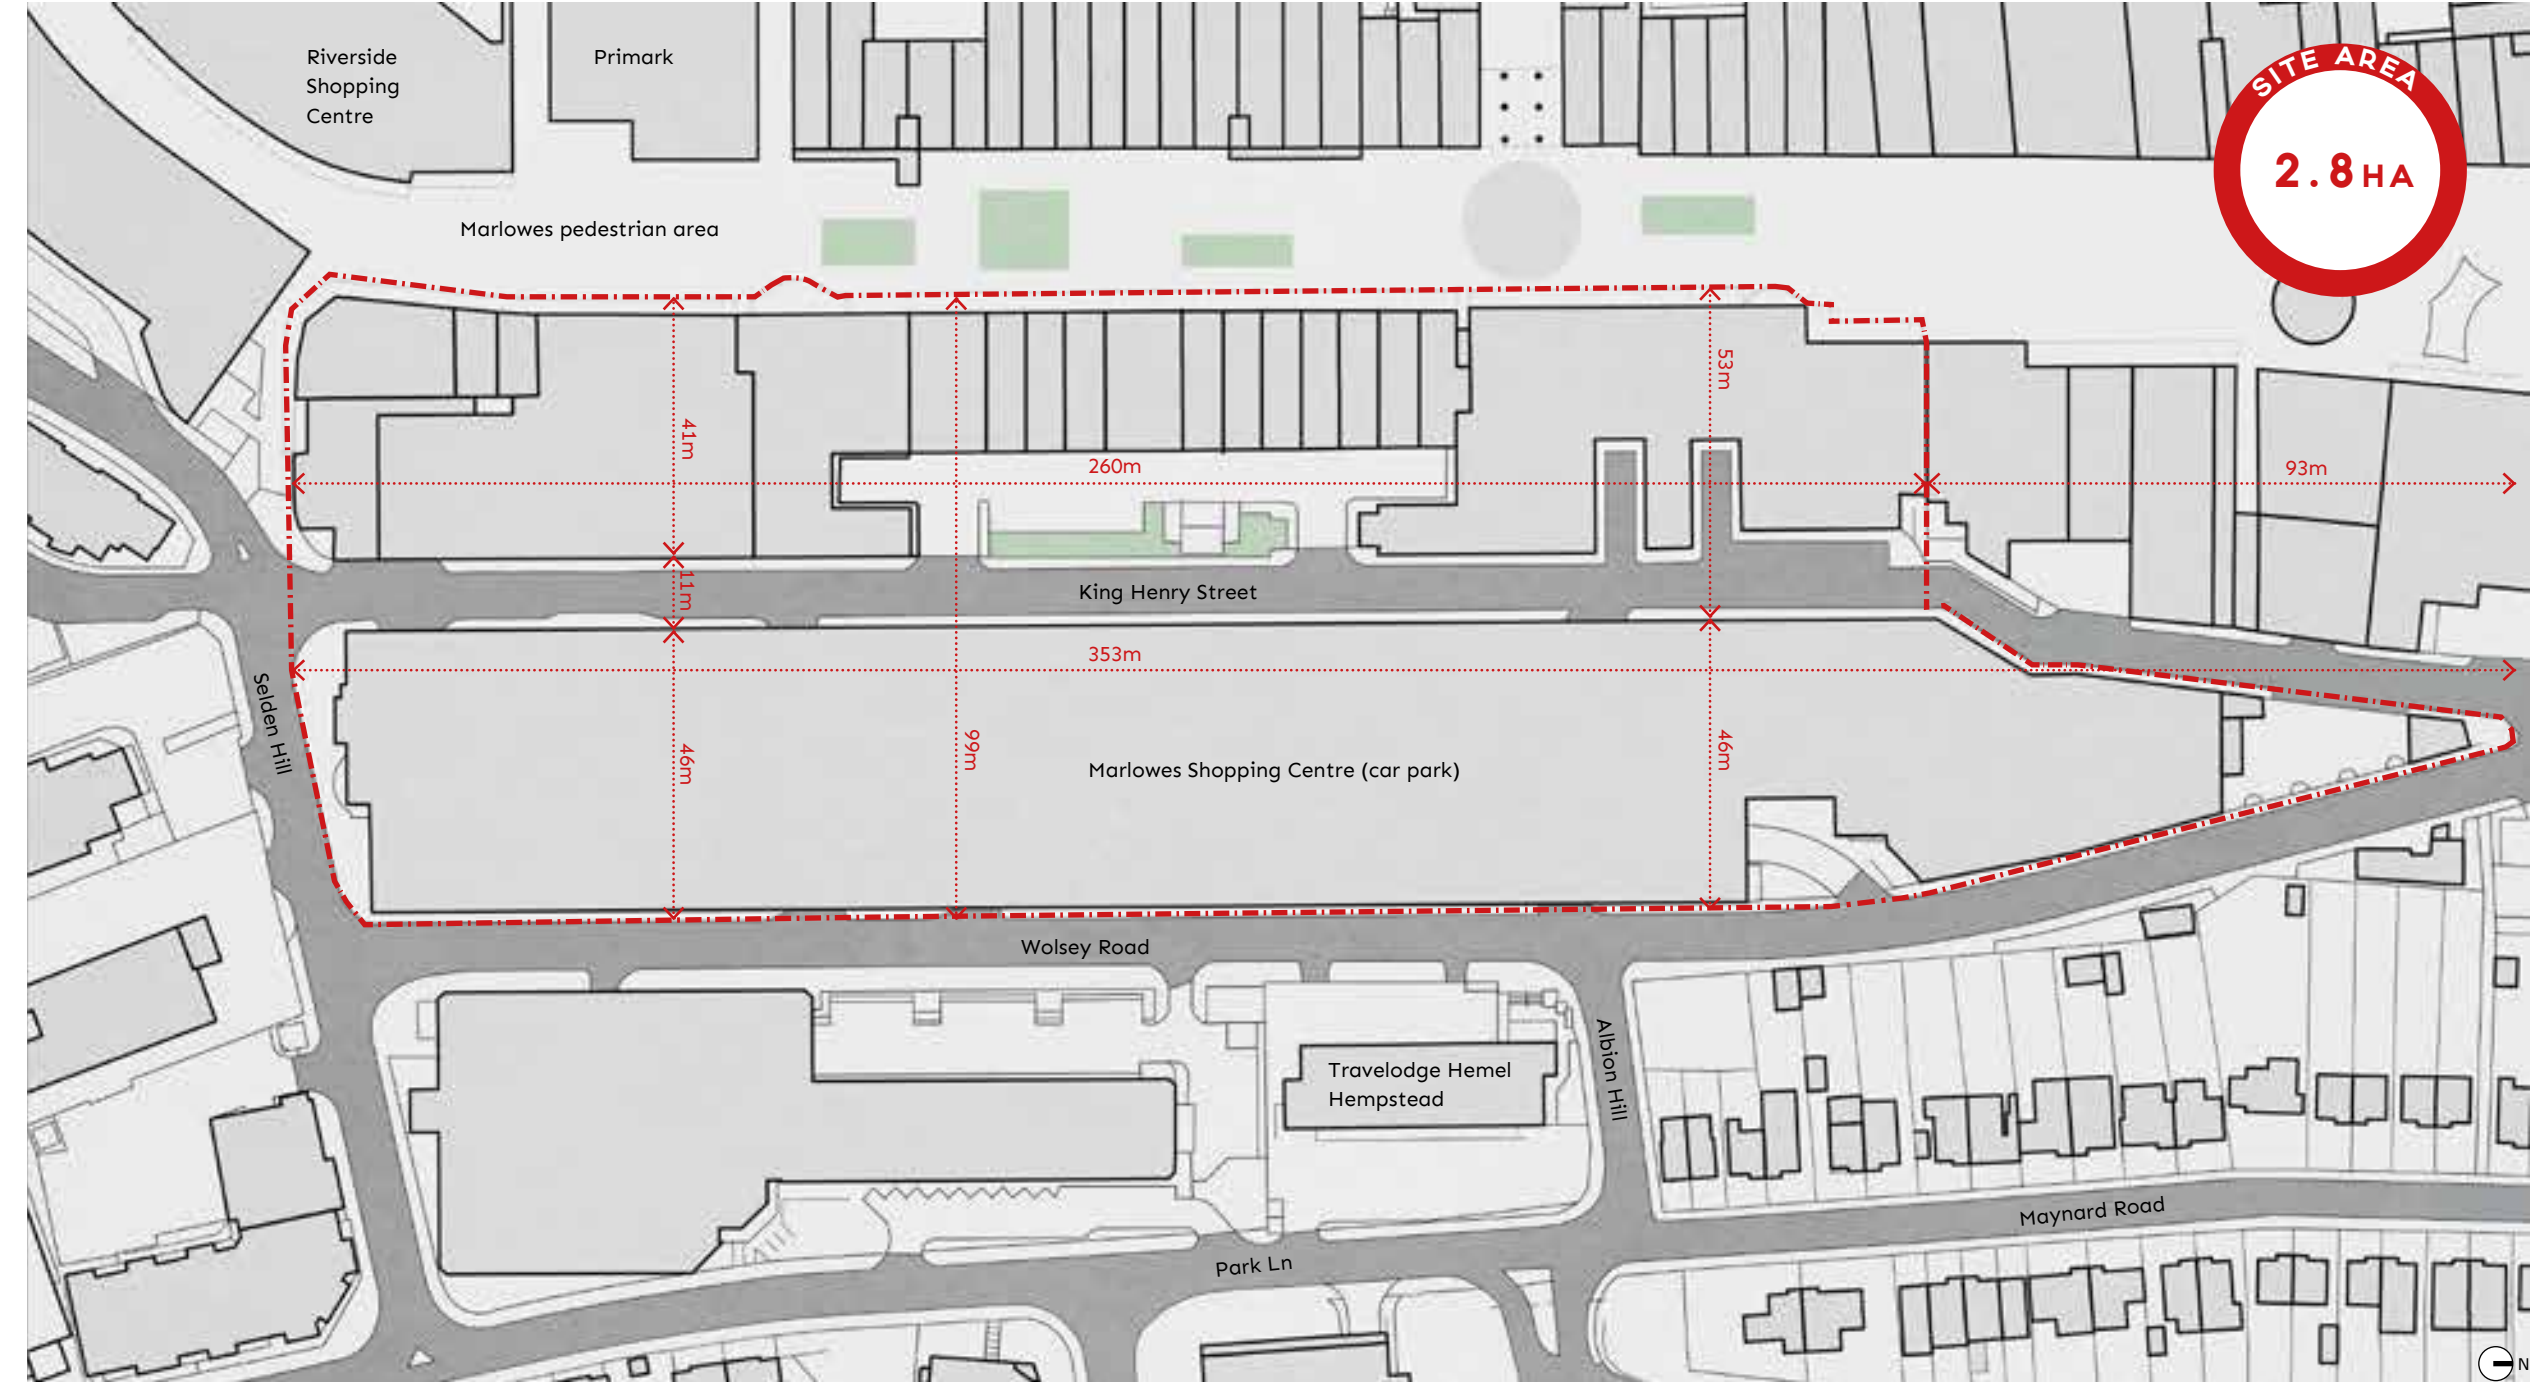 Riverside
Shopping
Centre
Primark
SITE AREA
2.8HA
Marlowes pedestrian area
53m
41m
260m
93m
11m
King Henry Street
353m
Selden Hill
46m
99m
46m
Marlowes Shopping Centre (car park)
Wolsey Road
Albion Hill
Travelodge Hemel
Hempstead
Maynard Road
Park Ln
N